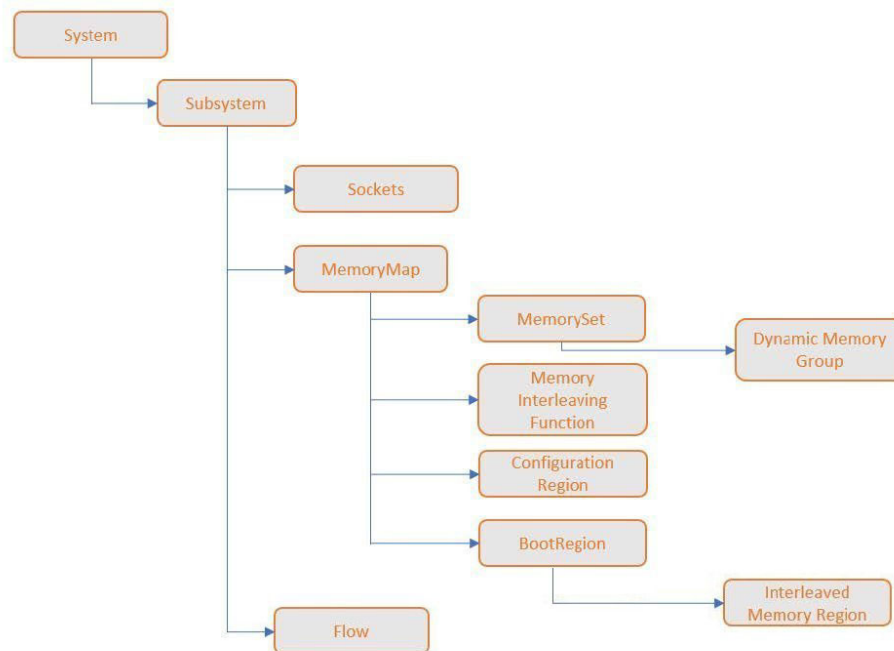 System
Subsystem
Sockets
MemoryMap
MemorySet
Dynamic Memory
Group
Memory
Interleaving
Function
Configuration
Region
BootRegion
Interleaved
Memory Region
Flow